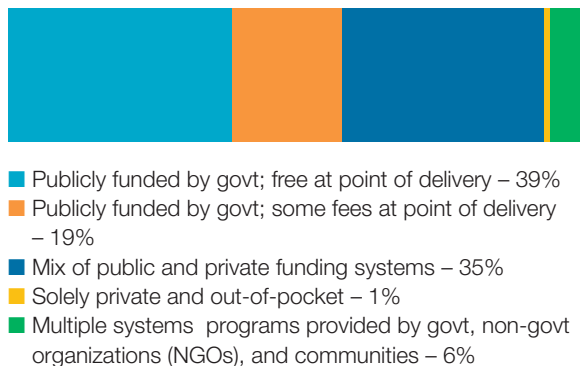 Publicly funded by govt; free at point of delivery – 39%
Publicly funded by govt; some fees at point of delivery
– 19%
Mix of public and private funding systems – 35%
Solely private and out-of-pocket – 1%
Multiple systems  programs provided by govt, non-govt
organizations (NGOs), and communities – 6%